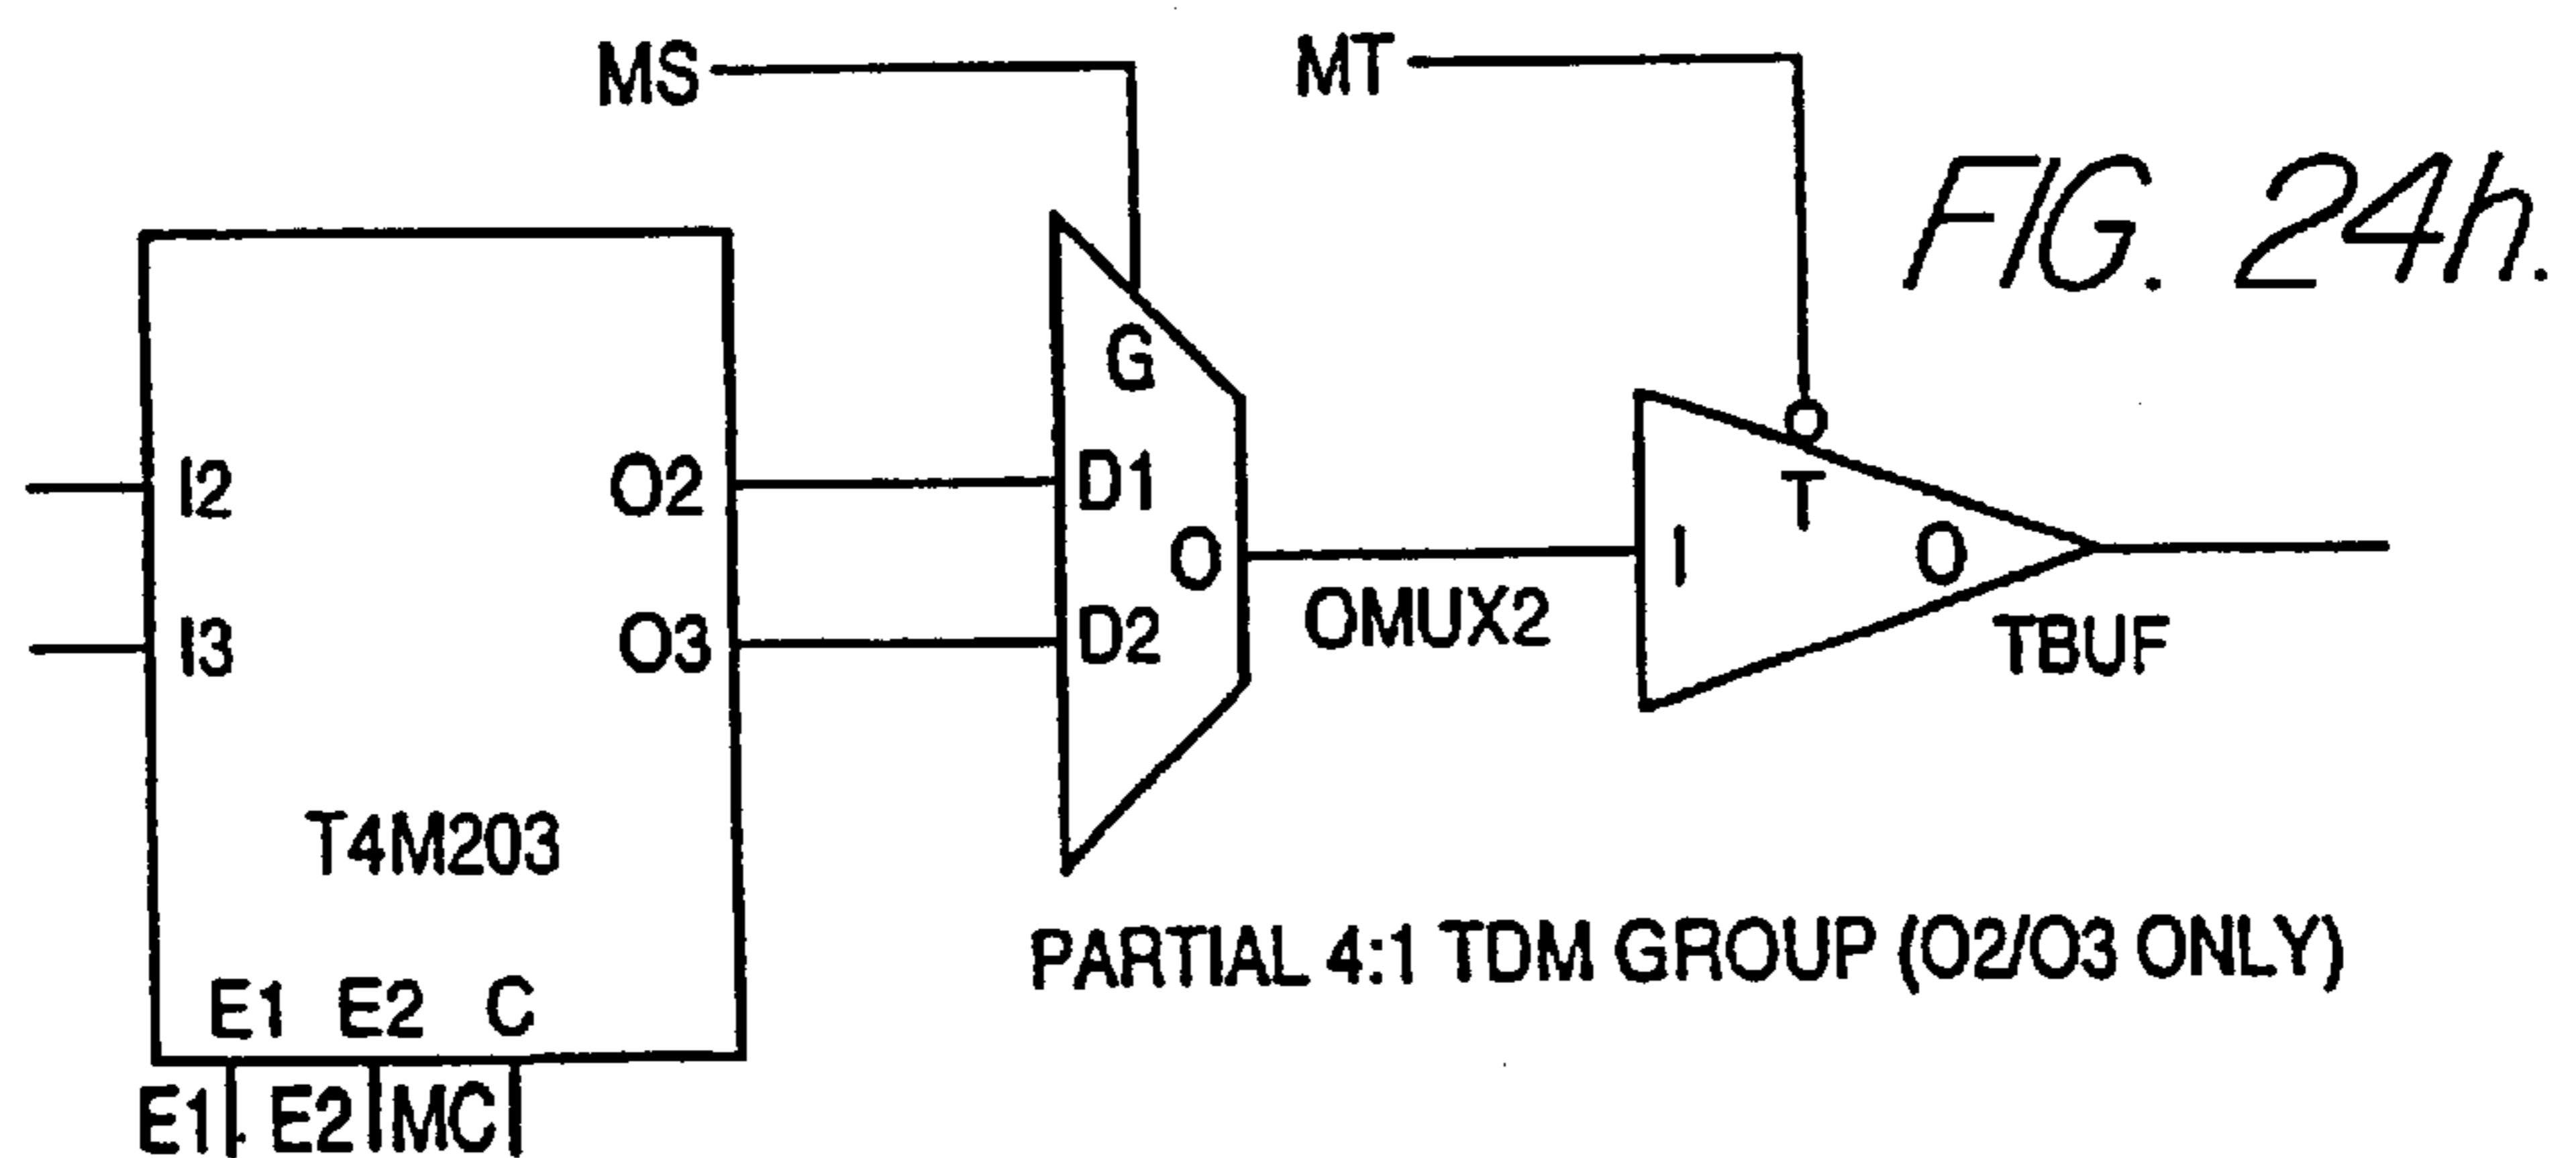 MS
MT
FIG. 24h.
G
I2
O2
D1
T
O
I
O
I3
O3
D2
OMUX2
TBUF
T4M203
PARTIAL 4:1 TDM GROUP (O2/O3 ONLY)
E1 E2 C
E1 E2 MC